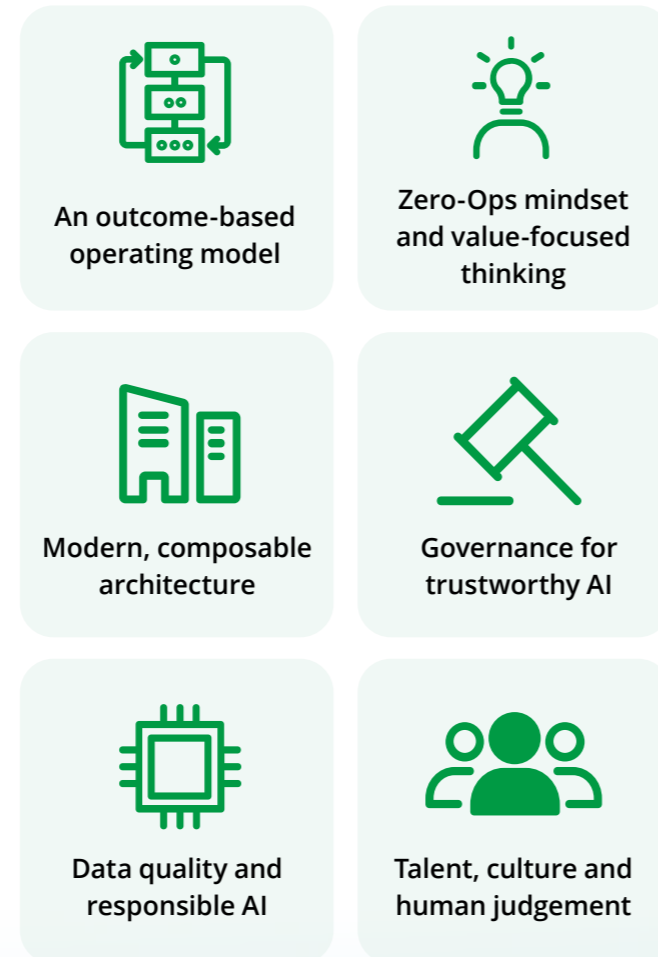 An outcome-based
operating model
Zero-Ops mindset
and value-focused
thinking
Modern, composable
architecture
Governance for
trustworthy AI
Data quality and
responsible AI
Talent, culture and
human judgement